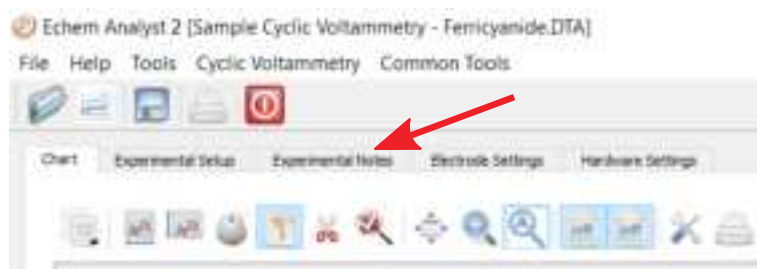 Echem Analyst 2 [Sample Cyclic Voltammetry - Ferricyanide.DTA]
File Help Tools Cyclic Voltammetry Common Tools
Chart Experimental Setup Experimental Notes Electrode Settings Hardware Settings